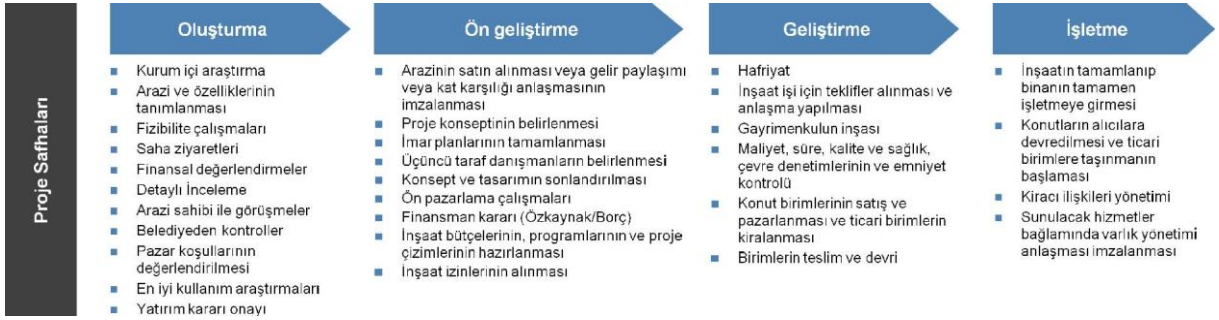 Proje Safhaları
Oluşturma
Kurum içi araştırma
Arazi ve özelliklerinin
tanımlanması
Fizibilite çalışmaları
Saha ziyaretleri
Finansal değerlendirmeler
Detaylı İnceleme
Arazi sahibi ile görüşmeler
Belediyeden kontroller
Pazar koşullarının
değerlendirilmesi
En iyi kullanım araştırmaları
Yatırım kararı onayı
Ön geliştirme
Arazinin satın alınması veya gelir paylaşımı
veya kat karşılığı anlaşmasının
imzalanması
Proje konseptinin belirlenmesi
İmar planlarının tamamlanması
Üçüncü taraf danışmanların belirlenmesi
Konsept ve tasarımın sonlandırılması
Ön pazarlama çalışmaları
Finansman kararı (Özkaynak/Borç)
İnşaat bütçelerinin, programlarının ve proje
çizimlerinin hazırlanması
İnşaat izinlerinin alınması
Geliştirme
Hafriyat
İnşaat işi için teklifler alınması ve
anlaşma yapılması
Gayrimenkulun inşası
Maliyet, süre, kalite ve sağlık,
çevre denetimlerinin ve emniyet
kontrolü
Konut birimlerinin satış ve
pazarlanması ve ticari birimlerin
kiralanması
Birimlerin teslim ve devri
İşletme
İnşaatın tamamlanıp
binanın tamamen
işletmeye girmesi
Konutların alıcılara
devredilmesi ve ticari
birimlere taşınmanın
başlaması
Kiracı ilişkileri yönetimi
Sunulacak hizmetler
bağlamında varlık yönetimi
anlaşması imzalanması